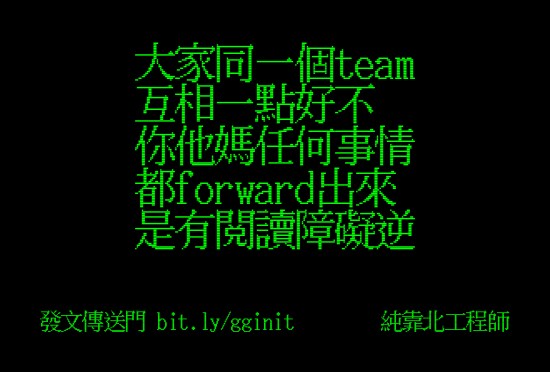 大家同一個team
互相一點好不
你他媽任何事情
都forward出來
是有閱讀障礙逆
發文傳送門 bit.ly/gginit
純靠北工程師